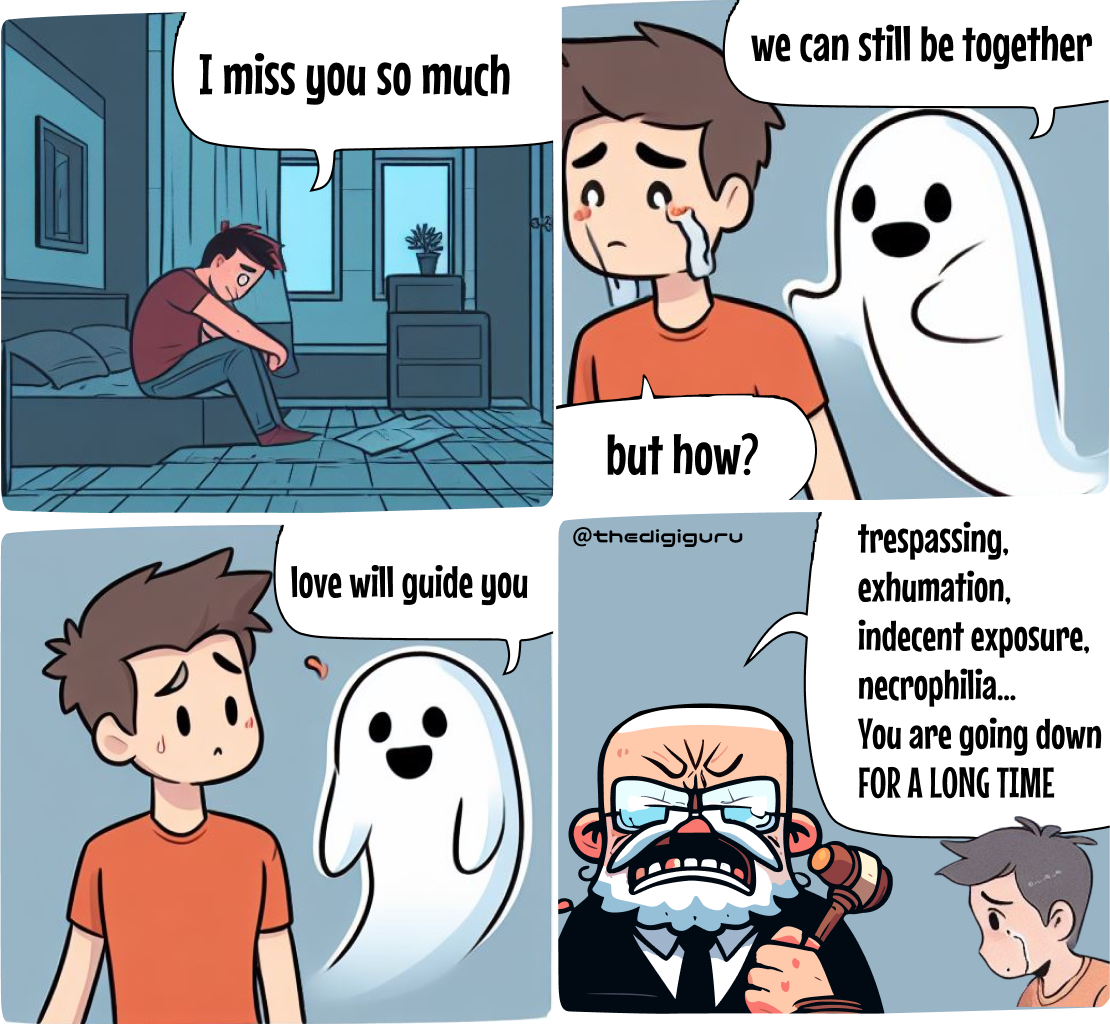 I miss you so much
we can still be together
but how?
love will guide you
@thedigiguru
trespassing,
exhumation,
indecent exposure,
necrophilia...
You are going down
FOR A LONG TIME